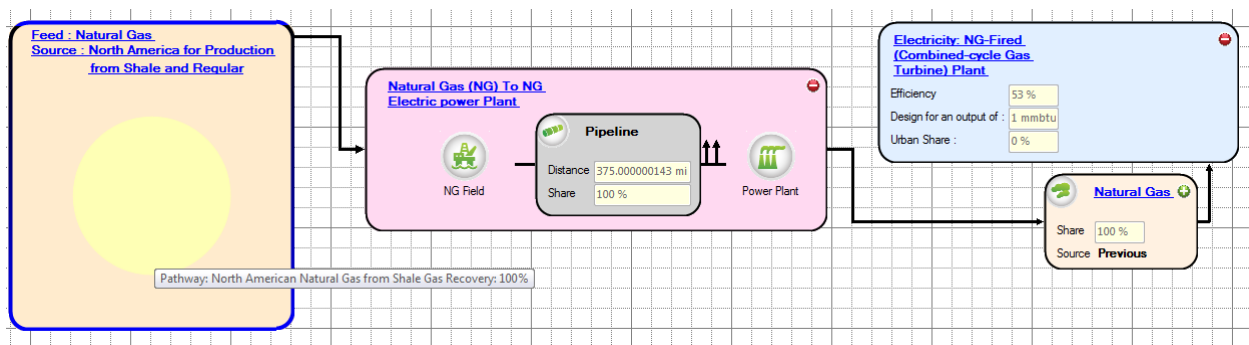 Feed : Natural Gas
Source : North America for Production
from Shale and Regular
Pathway: North American Natural Gas from Shale Gas Recovery: 100%
Natural Gas (NG) To NG
Electric power Plant
NG Field
Pipeline
Distance 375.000000143 mi
Share 100 %
Power Plant
Electricity: NG-Fired
(Combined-cycle Gas
Turbine) Plant
Efficiency 53 %
Design for an output of : 1 mmbtu
Urban Share : 0 %
Natural Gas
Share 100 %
Source Previous